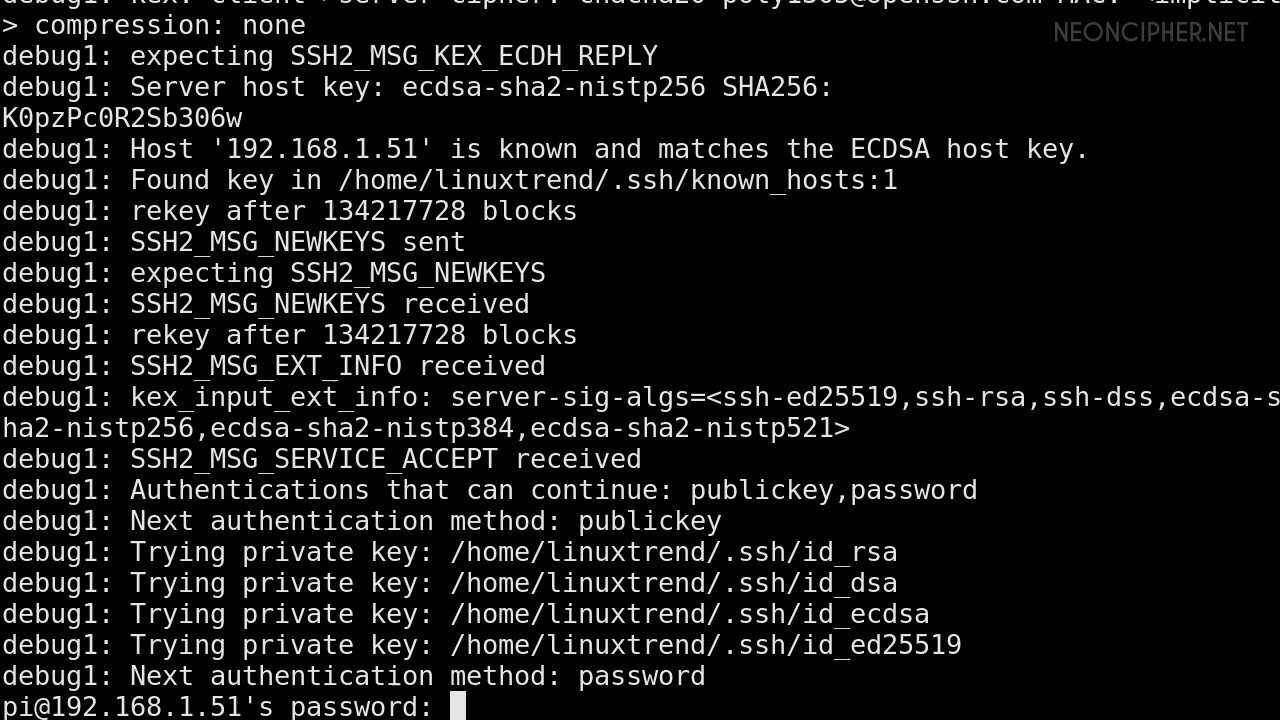 > compression: none
NEONCIPHER.NET
debug1: expecting SSH2_MSG_KEX_ECDH_REPLY
debug1: Server host key: ecdsa-sha2-nistp256 SHA256:
K0pzPc0R2Sb306w
debug1: Host '192.168.1.51' is known and matches the ECDSA host key.
debug1: Found key in /home/linuxtrend/.ssh/known_hosts:1
debug1: rekey after 134217728 blocks
debug1: SSH2_MSG_NEWKEYS sent
debug1: expecting SSH2_MSG_NEWKEYS
debug1: SSH2_MSG_NEWKEYS received
debug1: rekey after 134217728 blocks
debug1: SSH2_MSG_EXT_INFO received
debug1: kex_input_ext_info: server-sig-algs=<ssh-ed25519,ssh-rsa,ssh-dss,ecdsa-s
ha2-nistp256,ecdsa-sha2-nistp384,ecdsa-sha2-nistp521>
debug1: SSH2_MSG_SERVICE_ACCEPT received
debug1: Authentications that can continue: publickey,password
debug1: Next authentication method: publickey
debug1: Trying private key: /home/linuxtrend/.ssh/id_rsa
debug1: Trying private key: /home/linuxtrend/.ssh/id_dsa
debug1: Trying private key: /home/linuxtrend/.ssh/id_ecdsa
debug1: Trying private key: /home/linuxtrend/.ssh/id_ed25519
debug1: Next authentication method: password
pi@192.168.1.51's password: